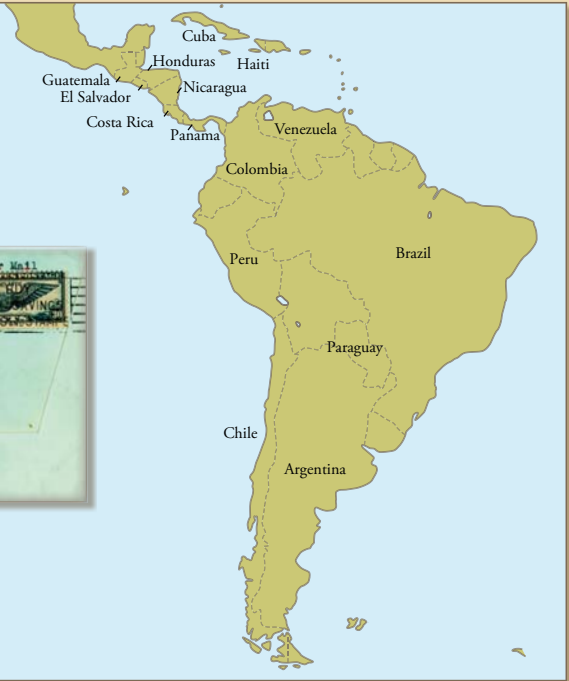 Cuba
Honduras
Haiti
Guatemala
El Salvador
Nicaragua
Costa Rica
Panama
Venezuela
Colombia
Peru
Brazil
Mail
Paraguay
Chile
Argentina